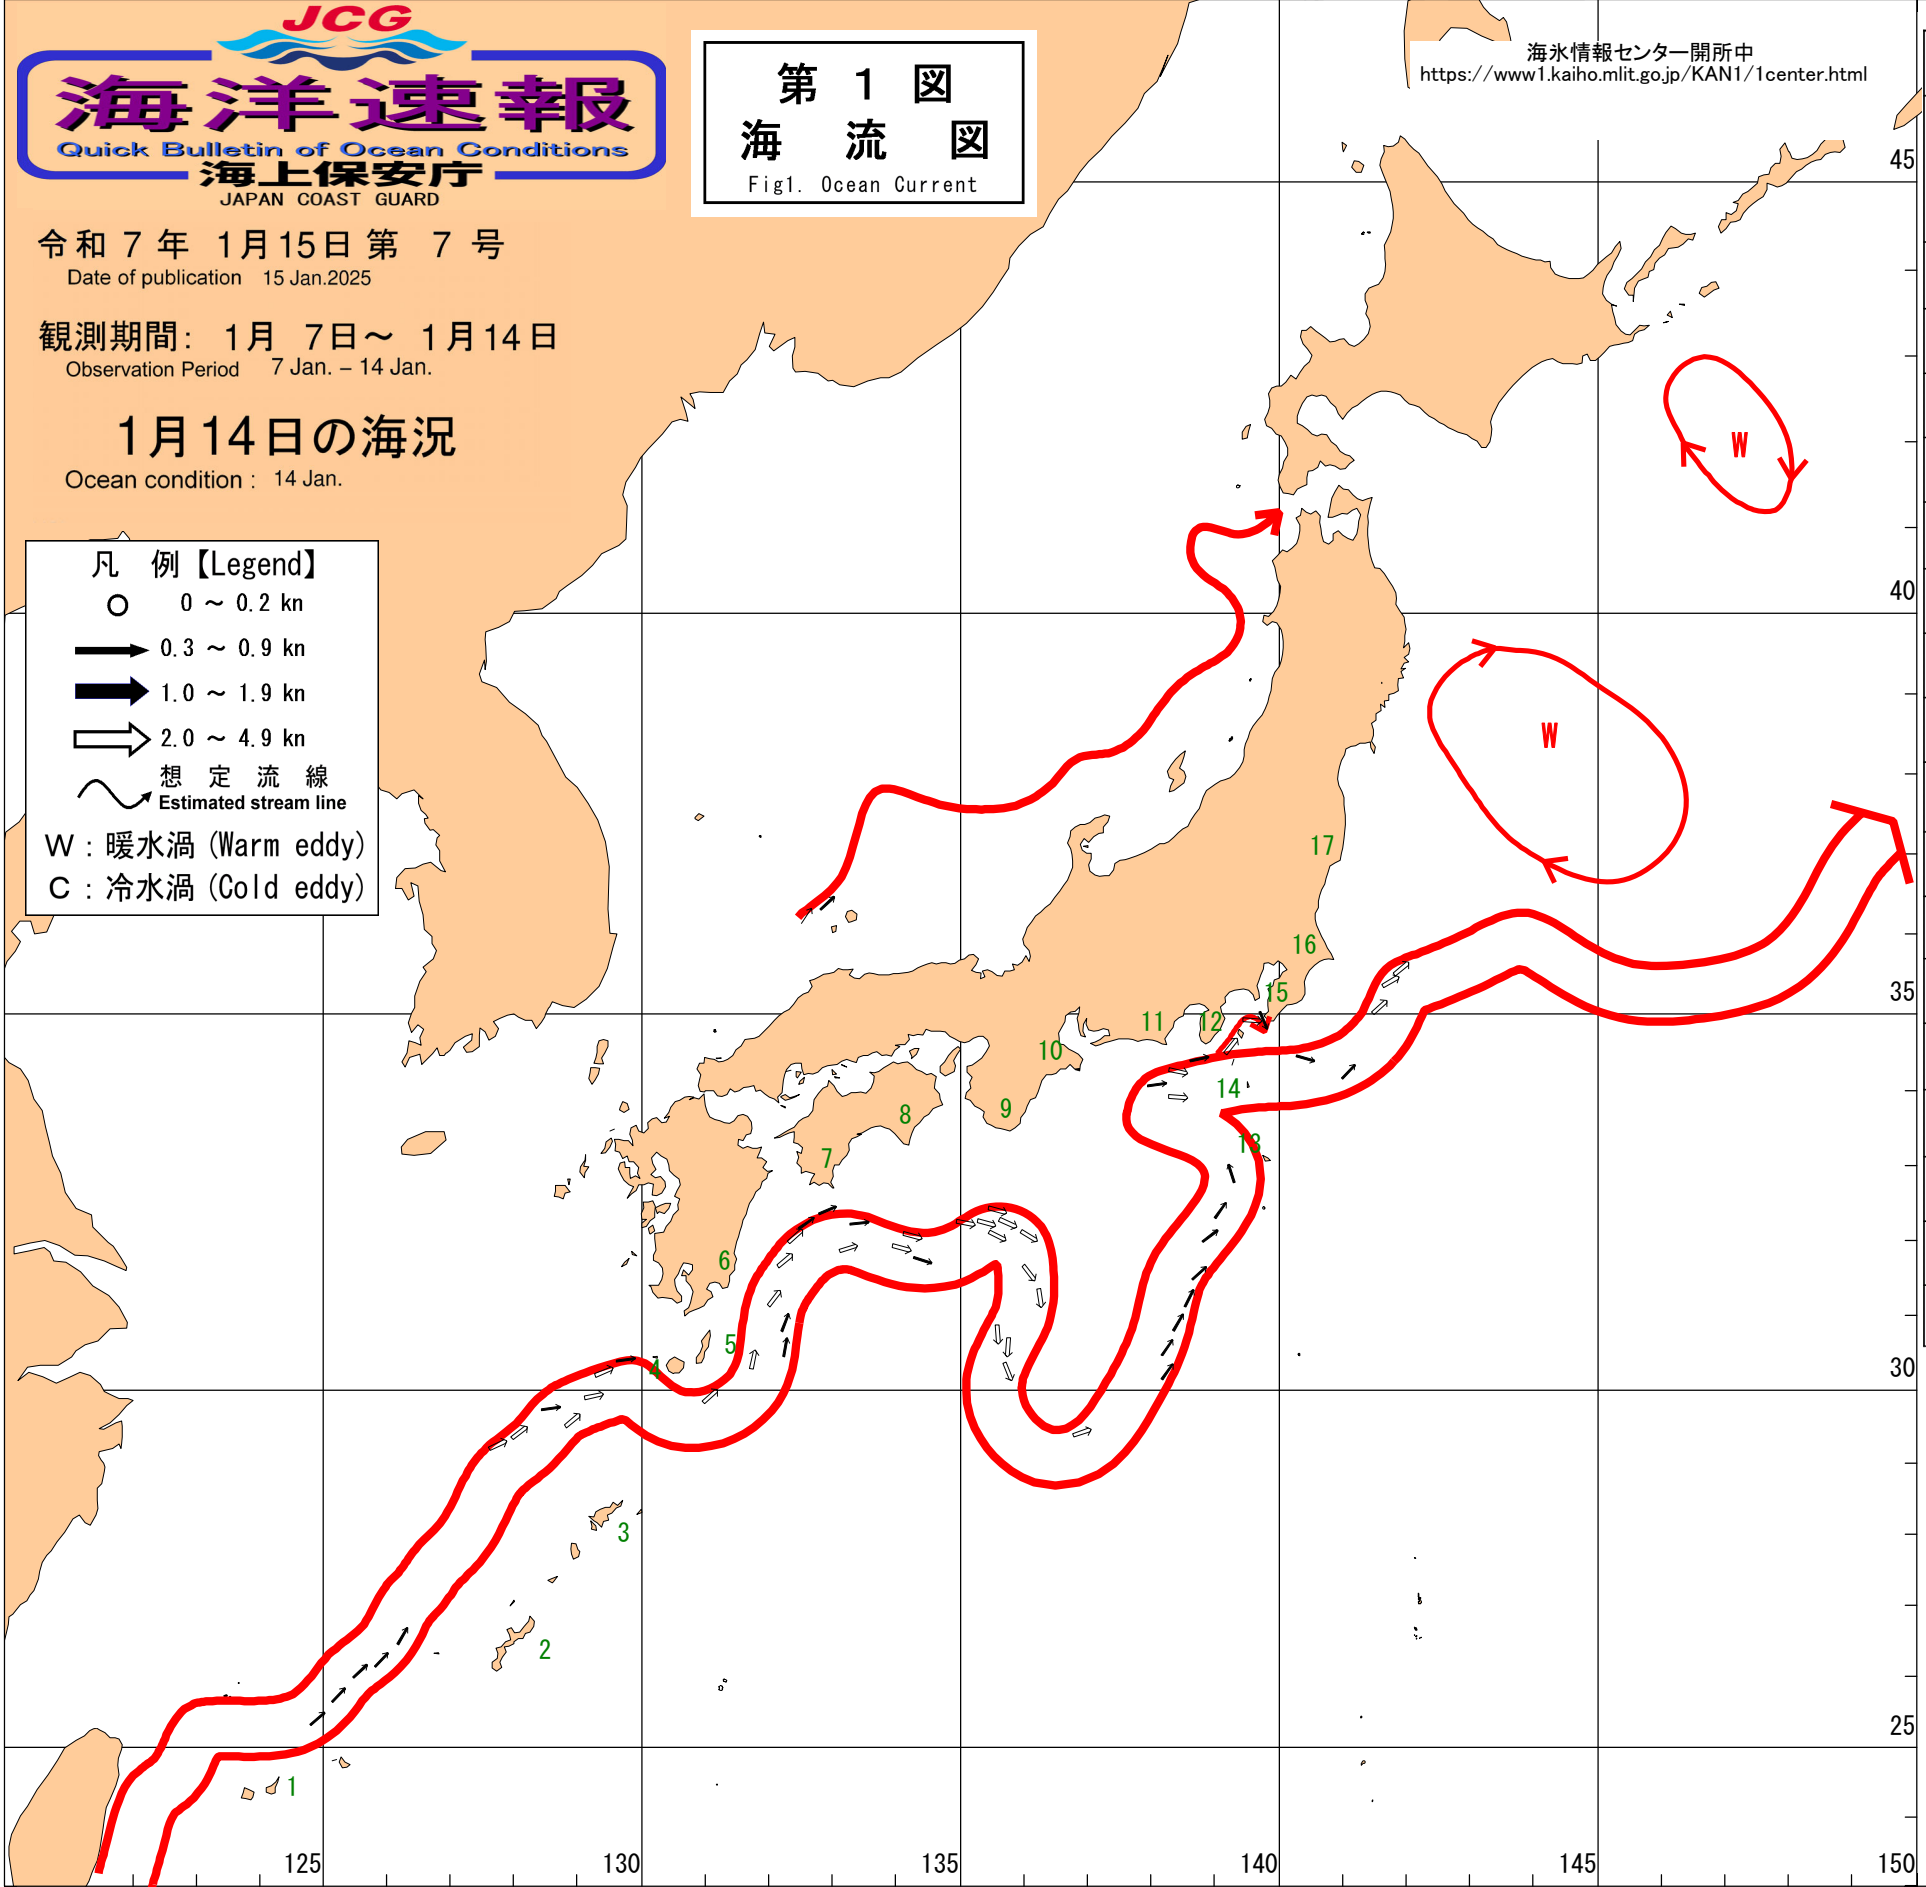 JCG
海洋速報
Quick Bulletin of Ocean Conditions
海上保安庁
JAPAN COAST GUARD
令和 7 年 1月15日 第 7 号
Date of publication 15 Jan.2025
観測期間: 1月 7日～ 1月14日
Observation Period 7 Jan. – 14 Jan.
1月14日の海況
Ocean condition : 14 Jan.
第 1 図
海 流 図
Fig1. Ocean Current
海氷情報センター開所中
https://www1.kaiho.mlit.go.jp/KAN1/1center.html
凡 例【Legend】
0 ～ 0.2 kn
0.3 ～ 0.9 kn
1.0 ～ 1.9 kn
2.0 ～ 4.9 kn
想 定 流 線
Estimated stream line
W : 暖水渦 (Warm eddy)
C : 冷水渦 (Cold eddy)
45
W
40
W
17
16
35
15
12
11
10
14
9
8
13
7
6
5
4
30
3
2
25
1
125
130
135
140
145
150